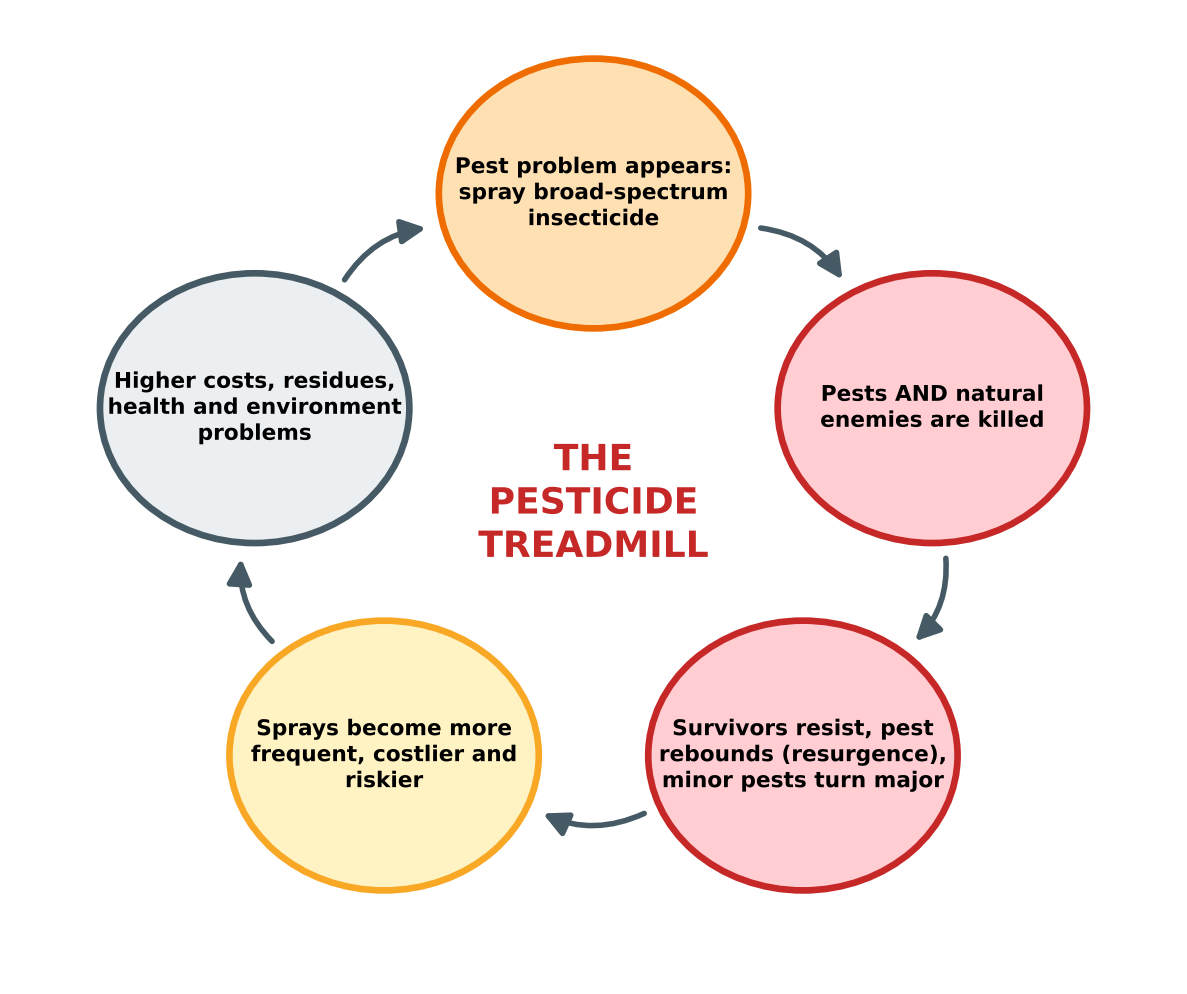 Pest problem appears:
spray broad-spectrum
insecticide
Pests AND natural
enemies are killed
Survivors resist, pest
rebounds (resurgence),
minor pests turn major
Sprays become more
frequent, costlier and
riskier
Higher costs, residues,
health and environment
problems
THE
PESTICIDE
TREADMILL